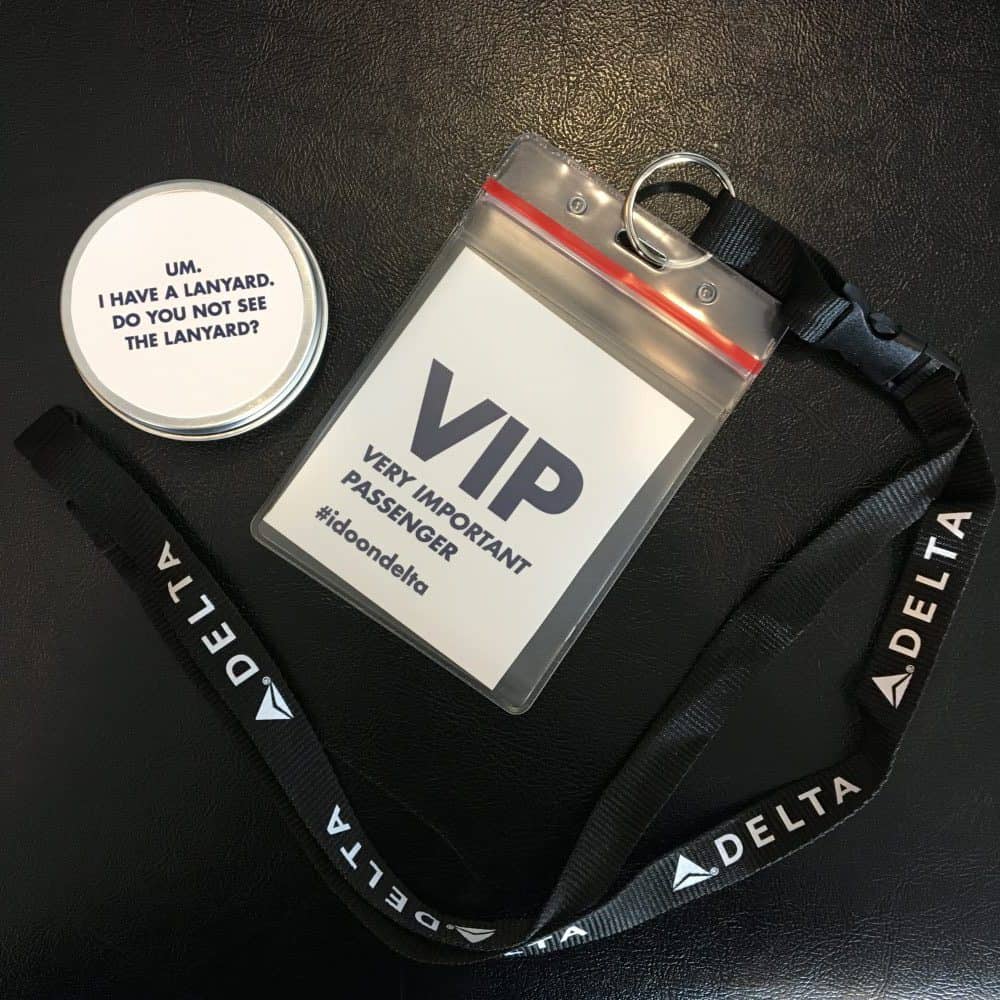 UM.
I HAVE A LANYARD.
DO YOU NOT SEE
THE LANYARD?
VIP
VERY IMPORTANT
PASSENGER
#idoondelta
DELTA
DELTA
DELTA
DELTA
DELTA